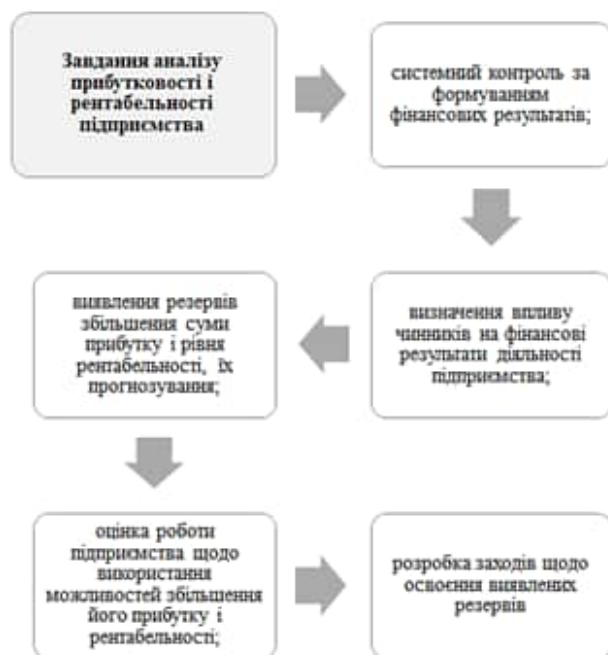 Завдання аналізу
прибутковості і
рентабельності
підприємства
системний контроль за
формуванням
фінансових результатів;
визначення впливу
чинників на фінансові
результати діяльності
підприємства;
виявлення резервів
збільшення суми
прибутку і рівня
рентабельності, їх
прогнозування;
оцінка роботи
підприємства щодо
використання
можливостей збільшення
його прибутку і
рентабельності;
розробка заходів щодо
освоєння виявлених
резервів